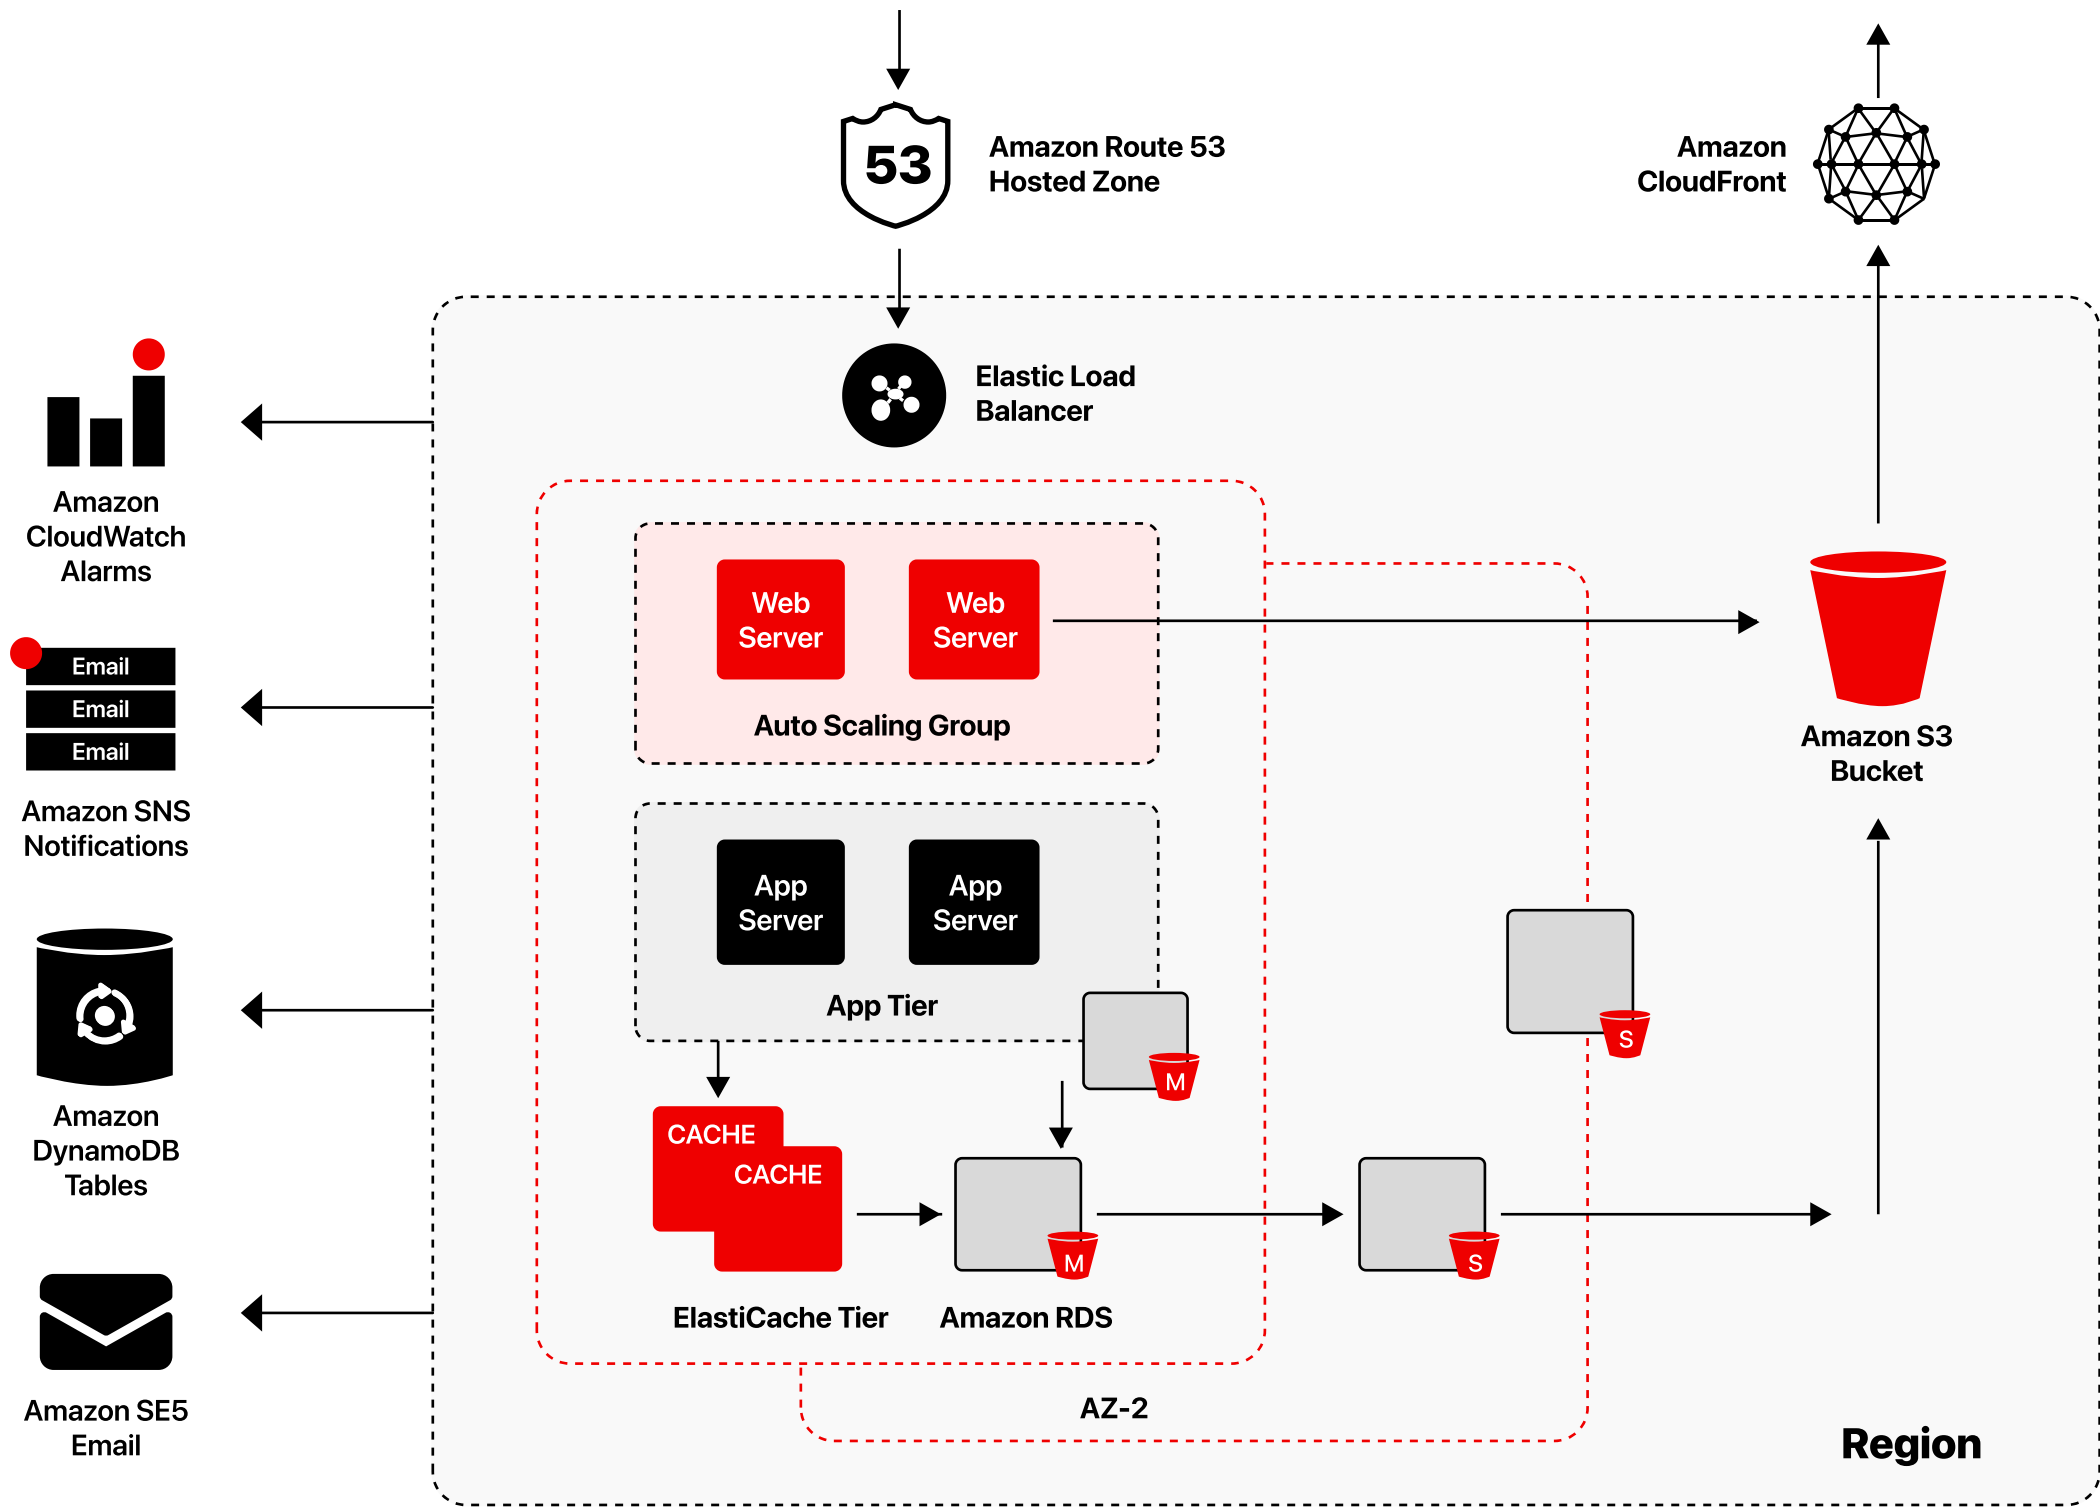 53
Amazon Route 53
Hosted Zone
Amazon
CloudFront
Elastic Load
Balancer
Amazon
CloudWatch
Alarms
Web
Server
Web
Server
Auto Scaling Group
Email
Email
Email
Amazon SNS
Notifications
Amazon S3
Bucket
App
Server
App
Server
App Tier
M
S
Amazon
DynamoDB
Tables
CACHE
CACHE
M
S
ElastiCache Tier
Amazon RDS
Amazon SE5
Email
AZ-2
Region